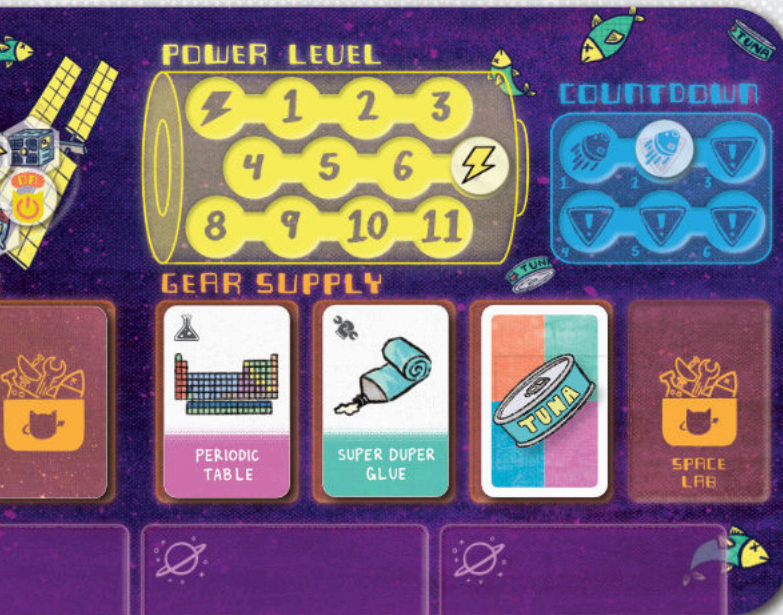 TUNA
POWER LEVEL
1 2 3
4 5 6
8 9 10 11
COUNTDOWN
1 2 3
4 5 6
TUNA
ON
GEAR SUPPLY
PERIODIC
TABLE
SUPER DUPER
GLUE
TUNA
SPACE
LAB